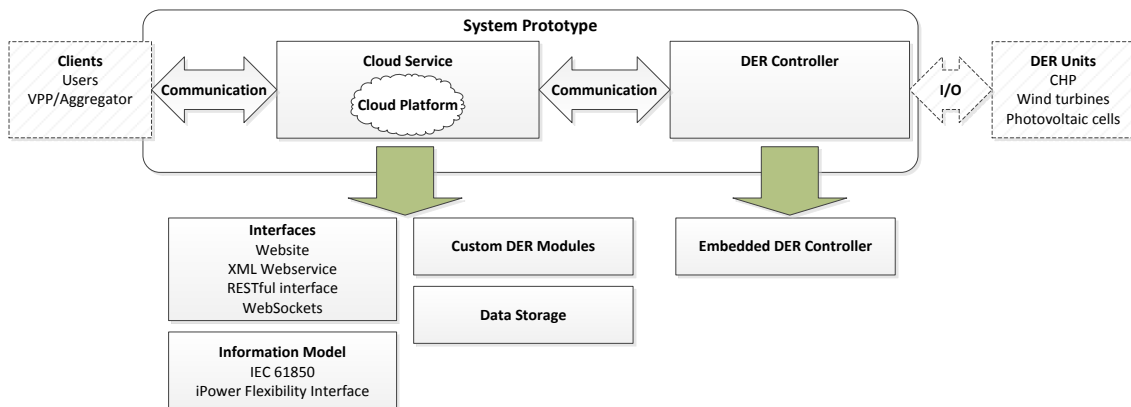 System Prototype
Clients
Users
VPP/Aggregator
Communication
Cloud Service
Cloud Platform
Communication
DER Controller
I/O
DER Units
CHP
Wind turbines
Photovoltaic cells
Interfaces
Website
XML Webservice
RESTful interface
WebSockets
Custom DER Modules
Embedded DER Controller
Data Storage
Information Model
IEC 61850
iPower Flexibility Interface